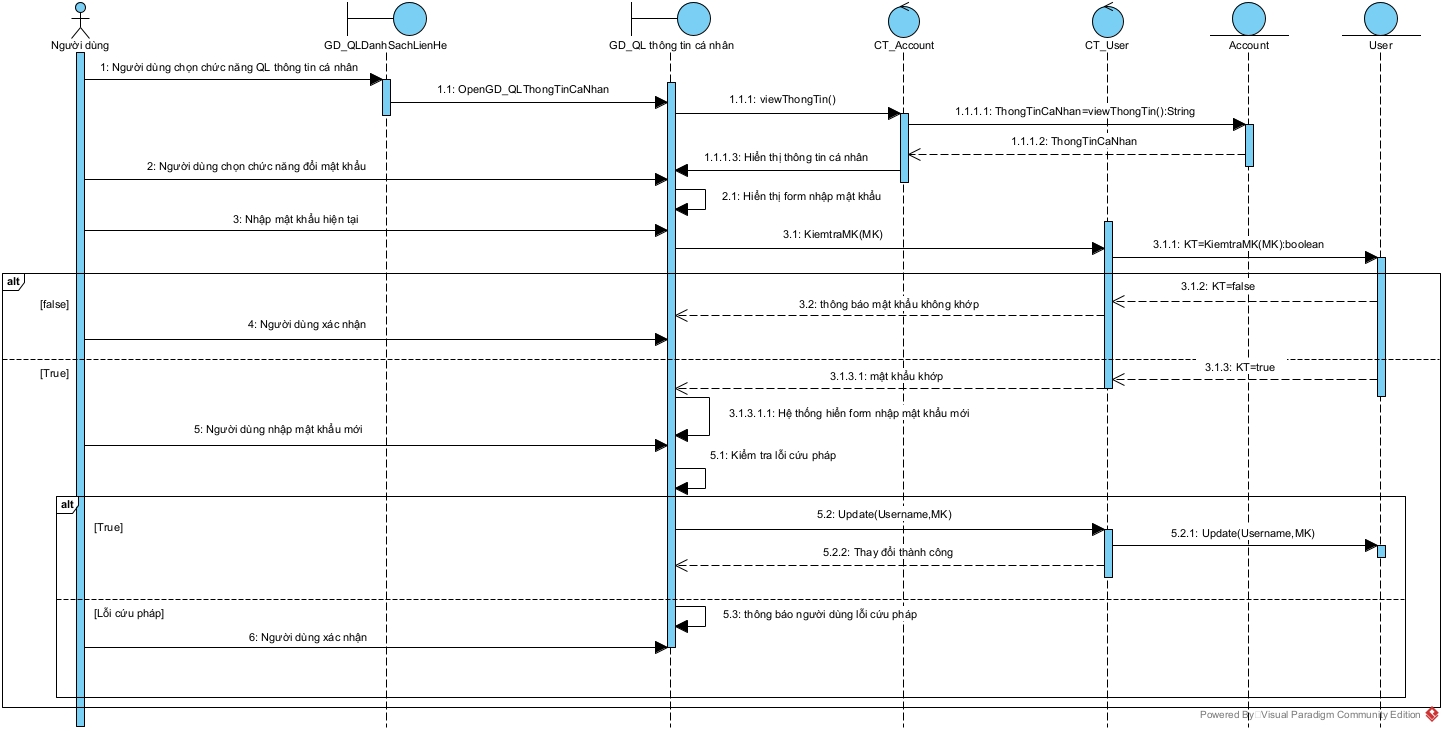 Người dùng
GD_QLDanhSachLienHe
GD_QL thông tin cá nhân
CT_Account
CT_User
Account
User
1: Người dùng chọn chức năng QL thông tin cá nhân
1.1: OpenGD_QLThongTinCaNhan
1.1.1: viewThongTin()
1.1.1.1: ThongTinCaNhan=viewThongTin():String
1.1.1.2: ThongTinCaNhan
1.1.1.3: Hiển thị thông tin cá nhân
2: Người dùng chọn chức năng đổi mật khẩu
2.1: Hiển thị form nhập mật khẩu
3: Nhập mật khẩu hiện tại
3.1: KiemtraMK(MK)
3.1.1: KT=KiemtraMK(MK):boolean
alt
[false]
3.1.2: KT=false
3.2: thông báo mật khẩu không khớp
4: Người dùng xác nhận
[True]
3.1.3: KT=true
3.1.3.1: mật khẩu khớp
3.1.3.1.1: Hệ thống hiển form nhập mật khẩu mới
5: Người dùng nhập mật khẩu mới
5.1: Kiểm tra lỗi cứu pháp
alt
[True]
5.2: Update(Username,MK)
5.2.1: Update(Username,MK)
5.2.2: Thay đổi thành công
[Lỗi cứu pháp]
5.3: thông báo người dùng lỗi cứu pháp
6: Người dùng xác nhận
Powered By Visual Paradigm Community Edition